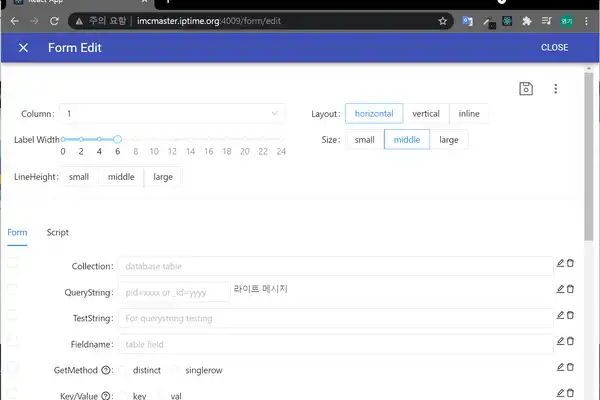 React App
주의 요함 | imcmaster.iptime.org:4009/form/edit
Form Edit
CLOSE
Column: 1
Layout: horizontal vertical inline
Label Width
0 2 4 6 8 10 12 14 16 18 20 22 24
Size: small middle large
LineHeight: small middle large
Form Script
Collection: database table
QueryString: pid=xxxx or _id=yyyy 라이트 메시지
TestString: For querystring testing
Fieldname: table field
GetMethod : distinct singlerow
Key/Value : key val